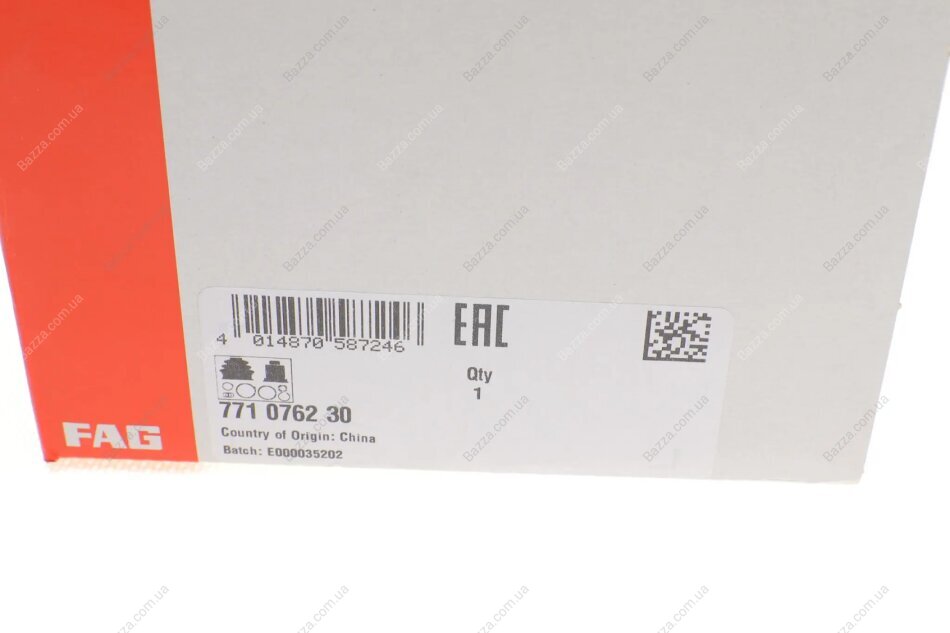 4 014870 587246
EAC
Qty
1
771 0762 30
Country of Origin: China
Batch: E000035202
FAG
Bazza.com.ua